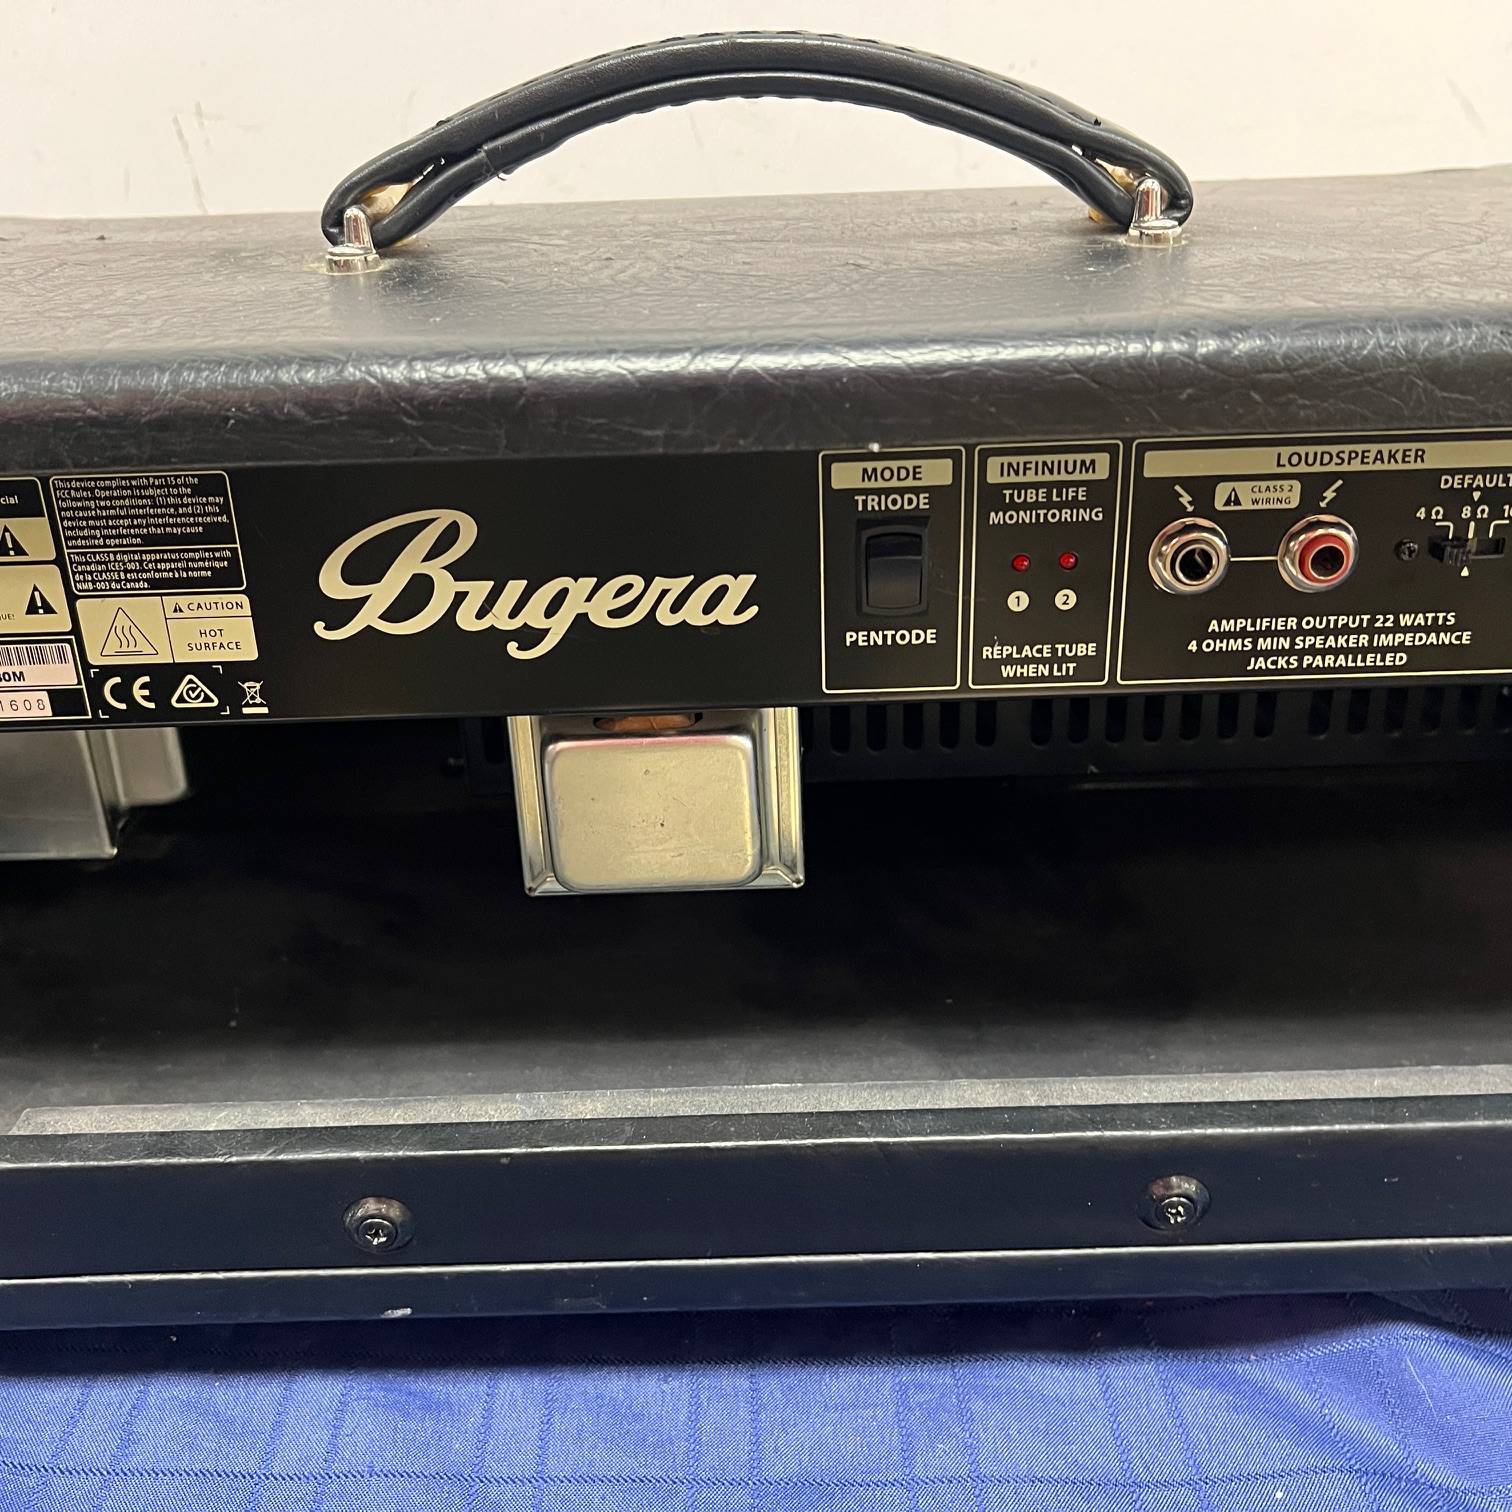 cial
This device complies with Part 15 of the
FCC Rules. Operation is subject to the
following two conditions: (1) this device may
not cause harmful interference, and (2) this
device must accept any interference received,
including interference that may cause
undesired operation.
This CLASS B digital apparatus complies with
Canadian ICES-003. Cet appareil numérique
de la CLASSE B est conforme à la norme
NMB-003 du Canada.
QUE!
CAUTION
HOT
SURFACE
0M
1608
CE
Bugera
MODE
TRIODE
PENTODE
INFINIUM
TUBE LIFE
MONITORING
1 2
REPLACE TUBE
WHEN LIT
LOUDSPEAKER
CLASS 2
WIRING
DEFAULT
4 Ω 8 Ω 16
AMPLIFIER OUTPUT 22 WATTS
4 OHMS MIN SPEAKER IMPEDANCE
JACKS PARALLELED